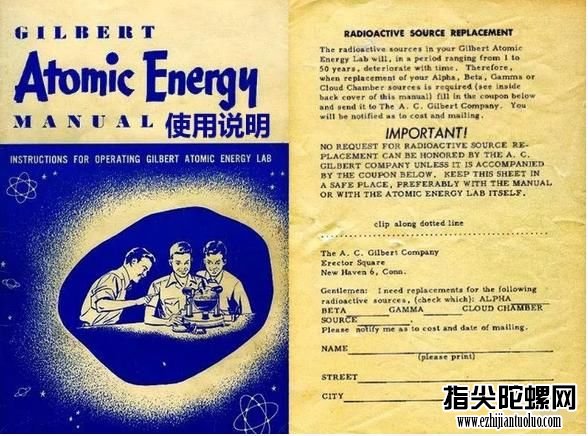 GILBERT
Atomic Energy
MANUAL 使用说明
INSTRUCTIONS FOR OPERATING GILBERT ATOMIC ENERGY LAB
RADIOACTIVE SOURCE REPLACEMENT
The radioactive sources in your Gilbert Atomic
Energy Lab will, in a period ranging from 1 to
50 years, deteriorate with time. Therefore,
when replacement of your Alpha, Beta, Gamma or
Cloud Chamber sources is required (see inside
back cover of this manual) fill in the coupon below
and send it to The A. C. Gilbert Company. You
will be notified as to cost and mailing.
IMPORTANT!
NO REQUEST FOR RADIOACTIVE SOURCE RE-
PLACEMENT CAN BE HONORED BY THE A. C.
GILBERT COMPANY UNLESS IT IS ACCOMPANIED
BY THE COUPON BELOW. KEEP THIS SHEET IN
A SAFE PLACE, PREFERABLY WITH THE MANUAL
OR WITH THE ATOMIC ENERGY LAB ITSELF.
clip along dotted line
The A. C. Gilbert Company
Erector Square
New Haven 6, Conn.
Gentlemen: I need replacements for the following
radioactive sources, (check which): ALPHA
BETA GAMMA CLOUD CHAMBER
SOURCE
Please notify me as to cost and date of mailing.
NAME
(please print)
STREET
CITY
指尖陀螺网
www.ezhijiantuoluo.com